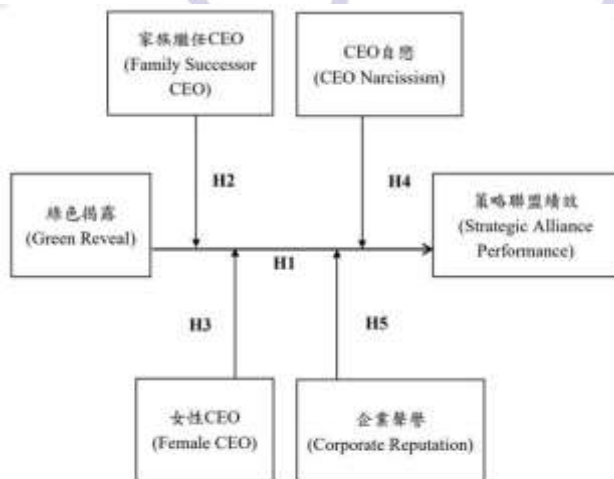 家族繼任CEO
(Family Successor
CEO)
CEO自戀
(CEO Narcissism)
H2
H4
綠色揭露
(Green Reveal)
策略聯盟績效
(Strategic Alliance
Performance)
H1
H3
H5
女性CEO
(Female CEO)
企業聲譽
(Corporate Reputation)